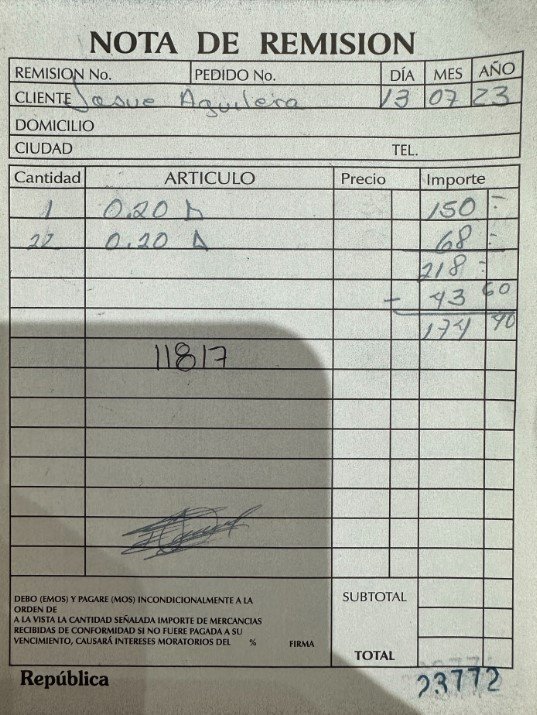 NOTA DE REMISION
REMISION No. PEDIDO No. DÍA MES AÑO
CLIENTE Josue Aguilera 13 07 23
DOMICILIO
CIUDAD TEL.
Cantidad ARTICULO Precio Importe
1 0.20 150 -
22 0.20 68 -
218 -
- 43 60
174 40
11817
DEBO (EMOS) Y PAGARE (MOS) INCONDICIONALMENTE A LA
ORDEN DE
A LA VISTA LA CANTIDAD SEÑALADA IMPORTE DE MERCANCIAS
RECIBIDAS DE CONFORMIDAD SI NO FUERE PAGADA A SU
VENCIMIENTO, CAUSARÁ INTERESES MORATORIOS DEL % FIRMA
SUBTOTAL
TOTAL
República 23772